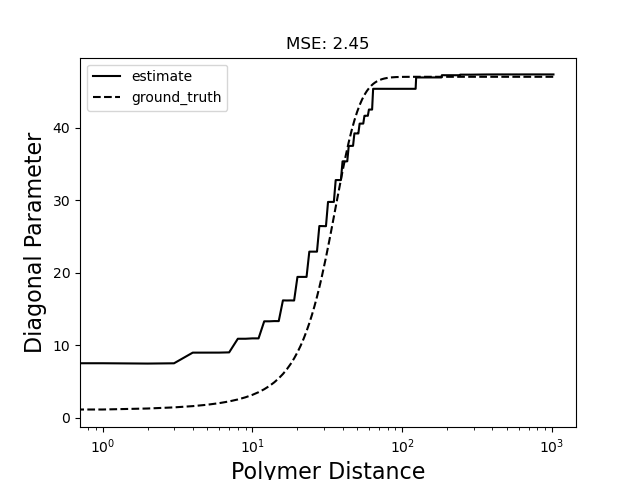 MSE: 2.45
estimate
ground_truth
Diagonal Parameter
40
30
20
10
0
10⁰
10¹
10²
10³
Polymer Distance